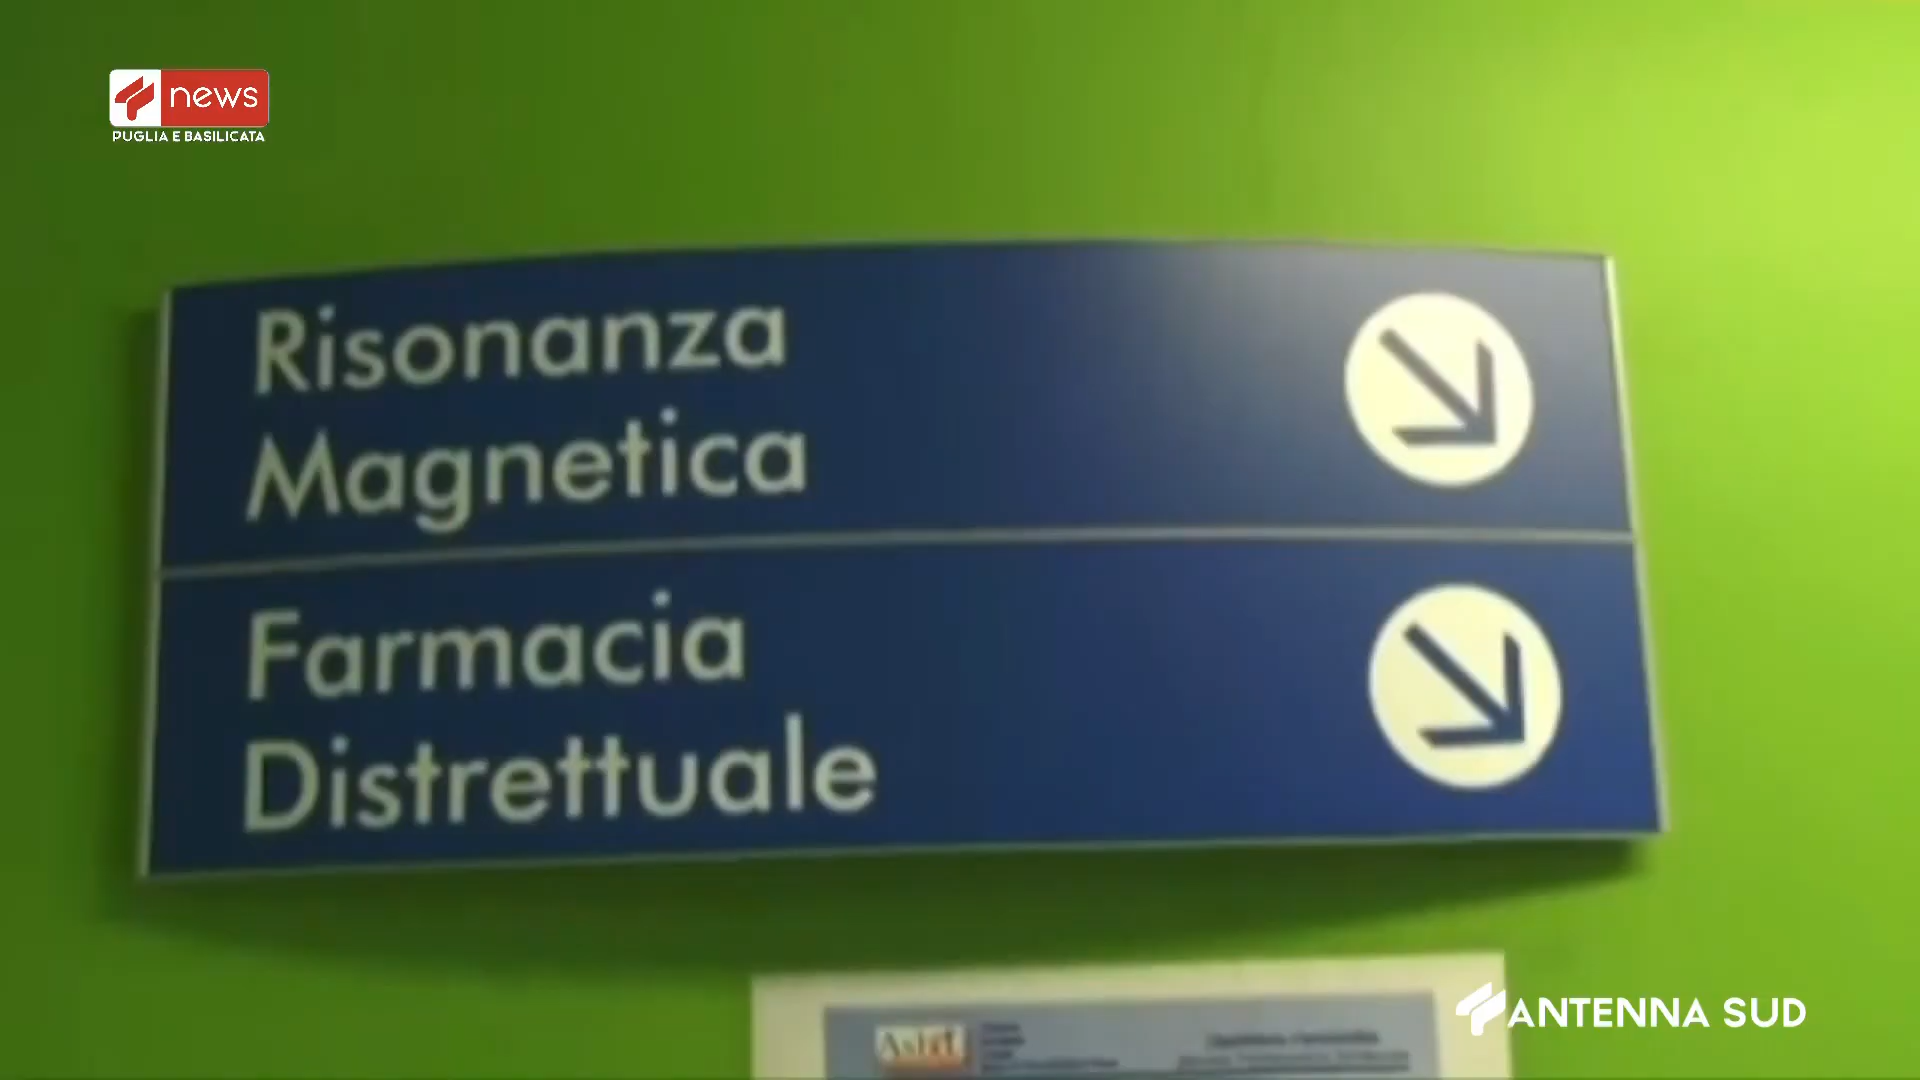 news
PUGLIA E BASILICATA
Risonanza
Magnetica
Farmacia
Distrettuale
ANTENNA SUD